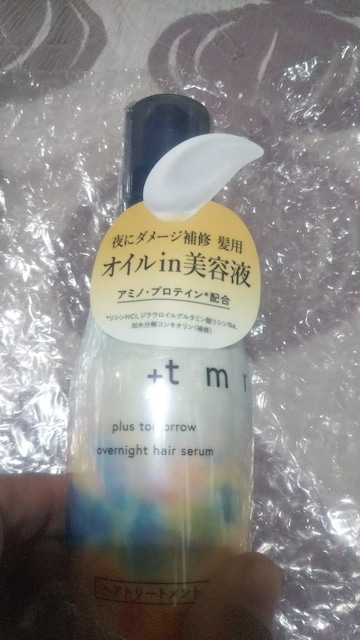 夜にダメージ補修 髪用
オイルin美容液
アミノ・プロテイン*配合
*リシンHCl、ジラウロイルグルタミン酸リシンNa、
加水分解コンキオリン(補修)
+t m r
plus tomorrow
overnight hair serum
ヘアトリートメント